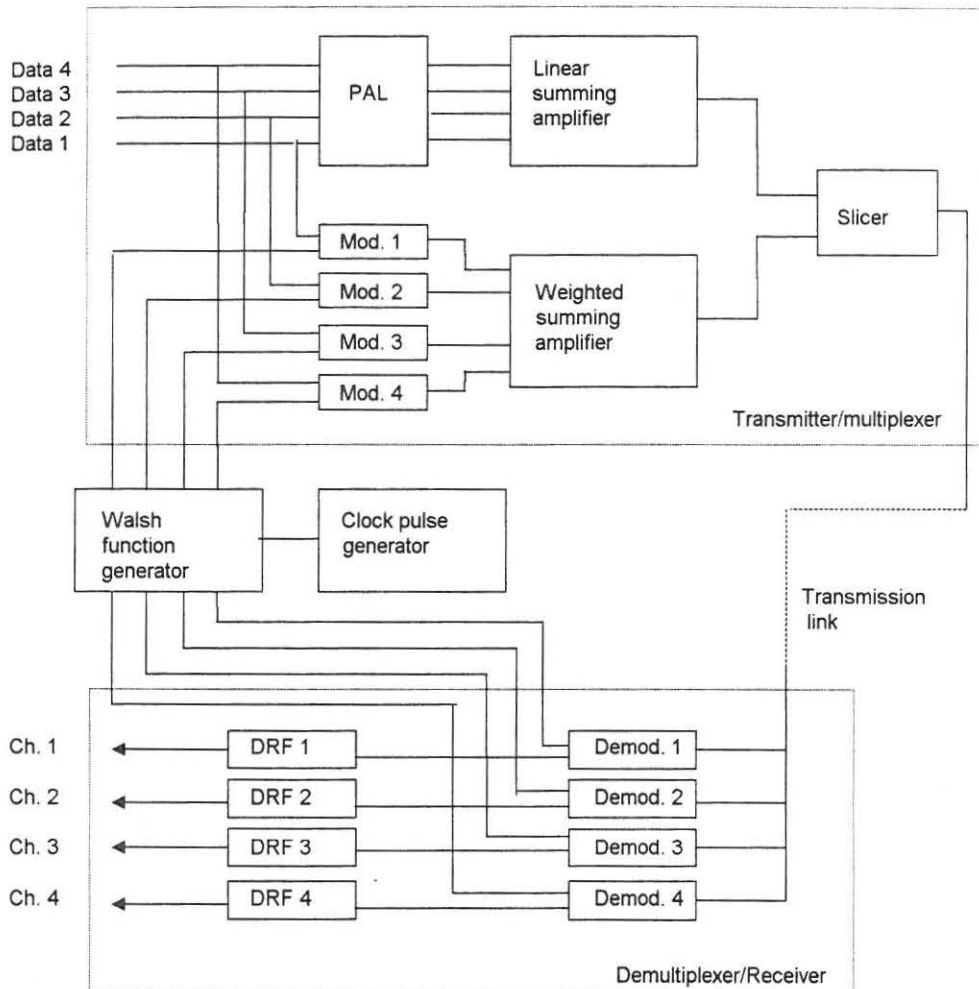 Data 4
Data 3
Data 2
Data 1
PAL
Linear
summing
amplifier
Slicer
Mod. 1
Mod. 2
Mod. 3
Mod. 4
Weighted
summing
amplifier
Transmitter/multiplexer
Walsh
function
generator
Clock pulse
generator
Transmission
link
Ch. 1
DRF 1
Demod. 1
Ch. 2
DRF 2
Demod. 2
Ch. 3
DRF 3
Demod. 3
Ch. 4
DRF 4
Demod. 4
Demultiplexer/Receiver